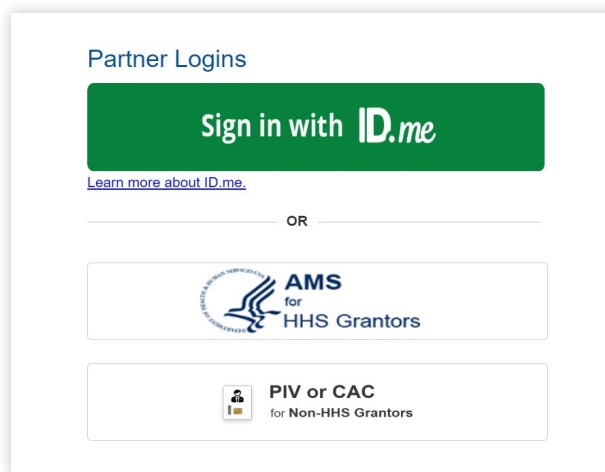 Partner Logins
Sign in with ID.me
Learn more about ID.me.
OR
AMS
for
HHS Grantors
PIV or CAC
for Non-HHS Grantors